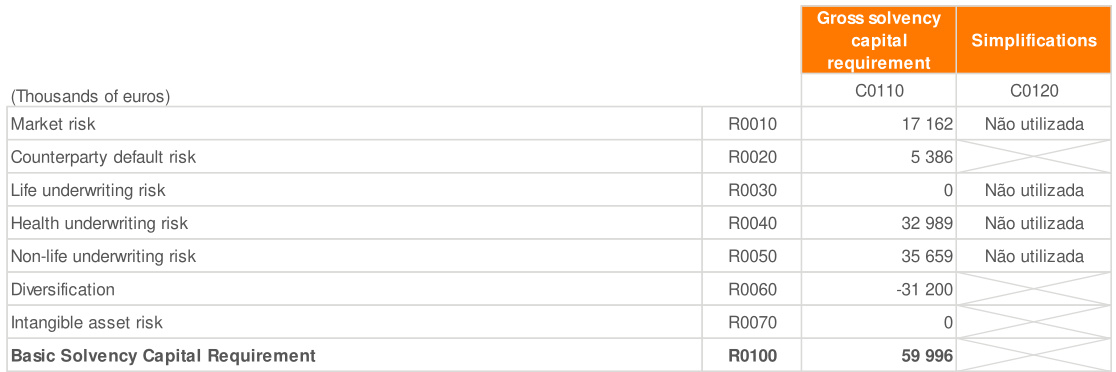 Gross solvency
capital
requirement
Simplifications
(Thousands of euros) C0110 C0120
Market risk R0010 17 162 Não utilizada
Counterparty default risk R0020 5 386
Life underwriting risk R0030 0 Não utilizada
Health underwriting risk R0040 32 989 Não utilizada
Non-life underwriting risk R0050 35 659 Não utilizada
Diversification R0060 -31 200
Intangible asset risk R0070 0
Basic Solvency Capital Requirement R0100 59 996